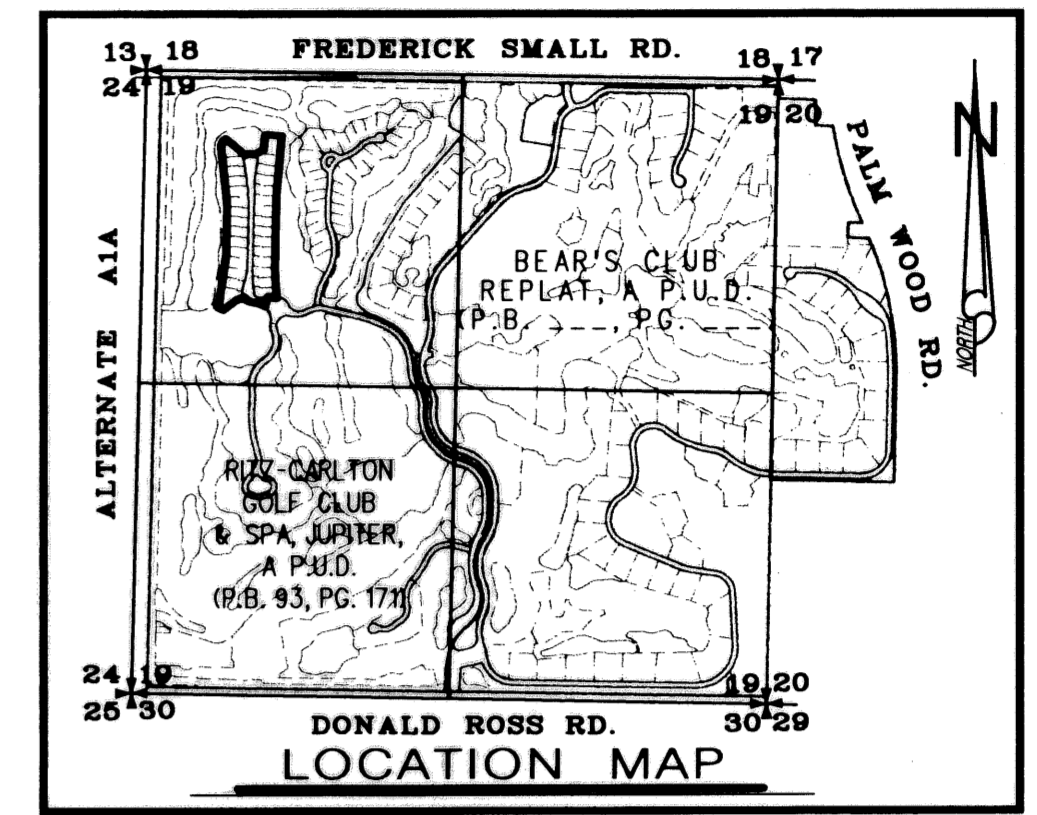 FREDERICK SMALL RD.
13 18
24 19
18 17
19 20
PALM WOOD RD.
N
NORTH
ALTERNATE A1A
BEAR'S CLUB
REPLAT, A P.U.D.
(P.B. ___, PG. ___
RITZ-CARLTON
GOLF CLUB
& SPA, JUPITER,
A P.U.D.
(P.B. 93, PG. 171)
24 19
25 30
19 20
30 29
DONALD ROSS RD.
LOCATION MAP